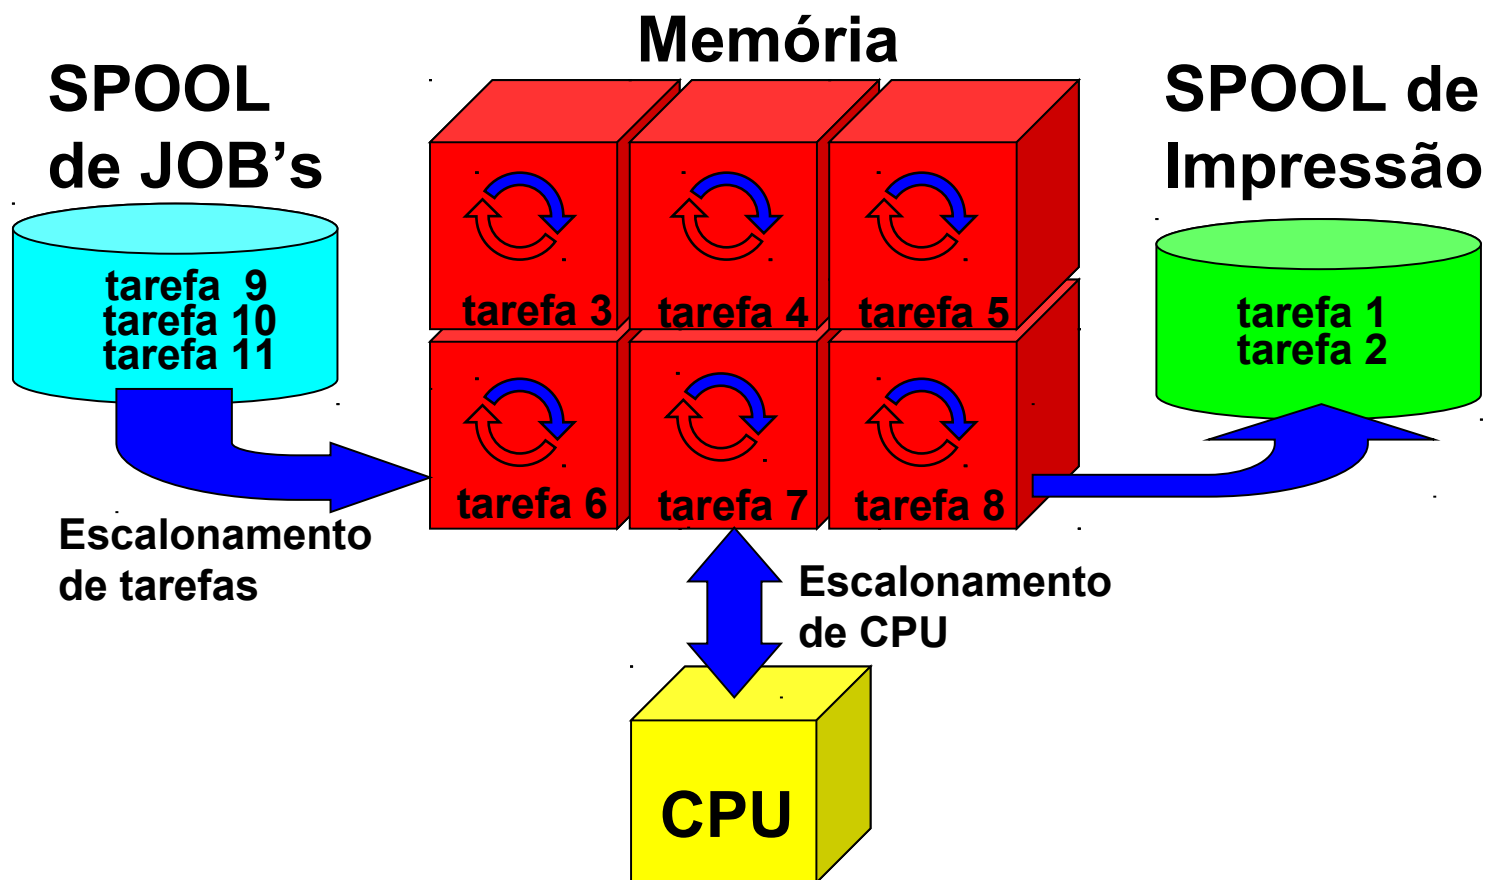 Memória
SPOOL
de JOB’s
SPOOL de
Impressão
tarefa 9
tarefa 10
tarefa 11
tarefa 3
tarefa 4
tarefa 5
tarefa 1
tarefa 2
tarefa 6
tarefa 7
tarefa 8
Escalonamento
de tarefas
Escalonamento
de CPU
CPU